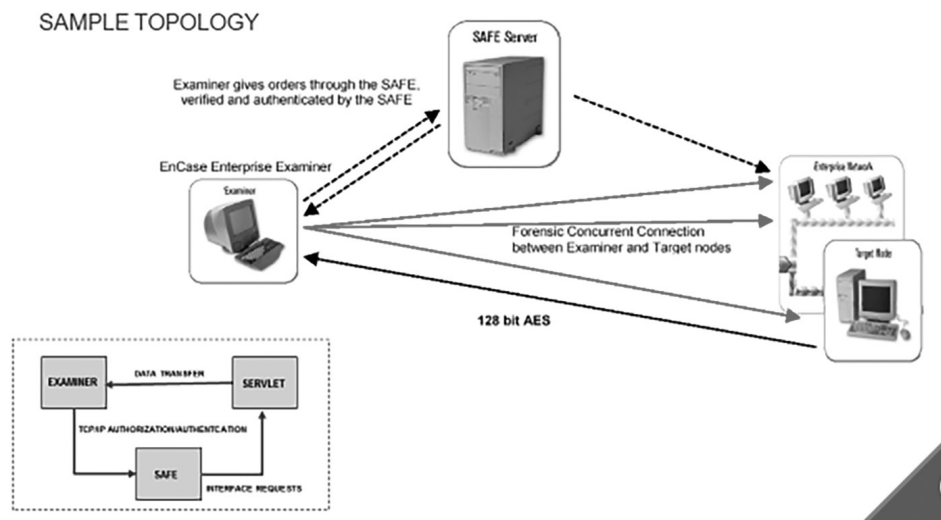 SAMPLE TOPOLOGY
SAFE Server
Examiner gives orders through the SAFE,
verified and authenticated by the SAFE
EnCase Enterprise Examiner
Examiner
Enterprise Network
Forensic Concurrent Connection
between Examiner and Target nodes
Target Node
128 bit AES
EXAMINER
DATA TRANSFER
SERVLET
TCP/IP AUTHORIZATION/AUTHENTCATION
SAFE
INTERFACE REQUESTS